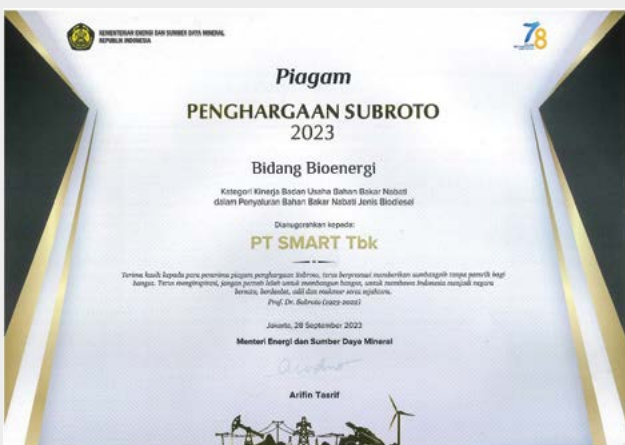 KEMENTERIAN ENERGI DAN SUMBER DAYA MINERAL
REPUBLIK INDONESIA
78
Piagam
PENGHARGAAN SUBROTO
2023
Bidang Bioenergi
Kategori Kinerja Badan Usaha Bahan Bakar Nabati
dalam Penyaluran Bahan Bakar Nabati Jenis Biodiesel
Dianugerahkan kepada:
PT SMART Tbk
Terima kasih kepada para penerima piagam penghargaan Subroto, terus berprestasi memberikan sumbangsih tanpa pamrih bagi
bangsa. Terus menginspirasi, jangan pernah lelah untuk membangun bangsa, untuk membawa Indonesia menjadi negara
bersatu, berdaulat, adil dan makmur serta sejahtera.
Prof. Dr. Subroto (1923-2022)
Jakarta, 28 September 2023
Menteri Energi dan Sumber Daya Mineral
Arifin Tasrif